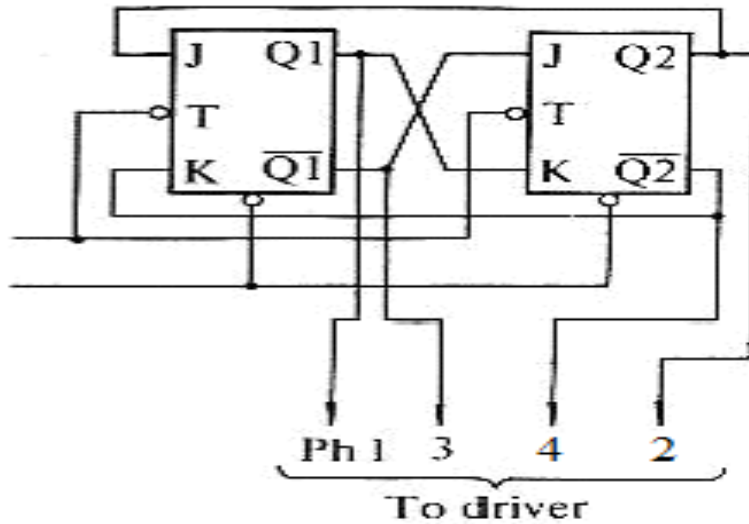 J Q1 J Q2
T T
K Q1̅ K Q2̅
Ph 1 3 4 2
To driver